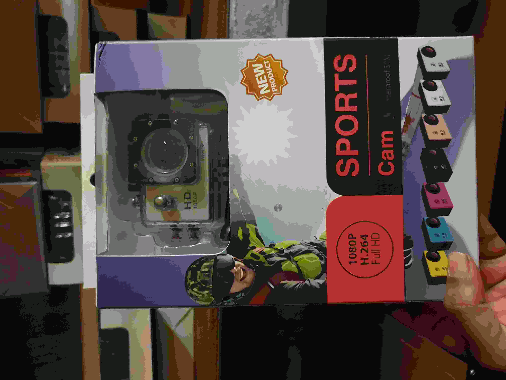 NEW
PRODUCT
SPORTS
Cam
1080P
H.264
Full HD
HD